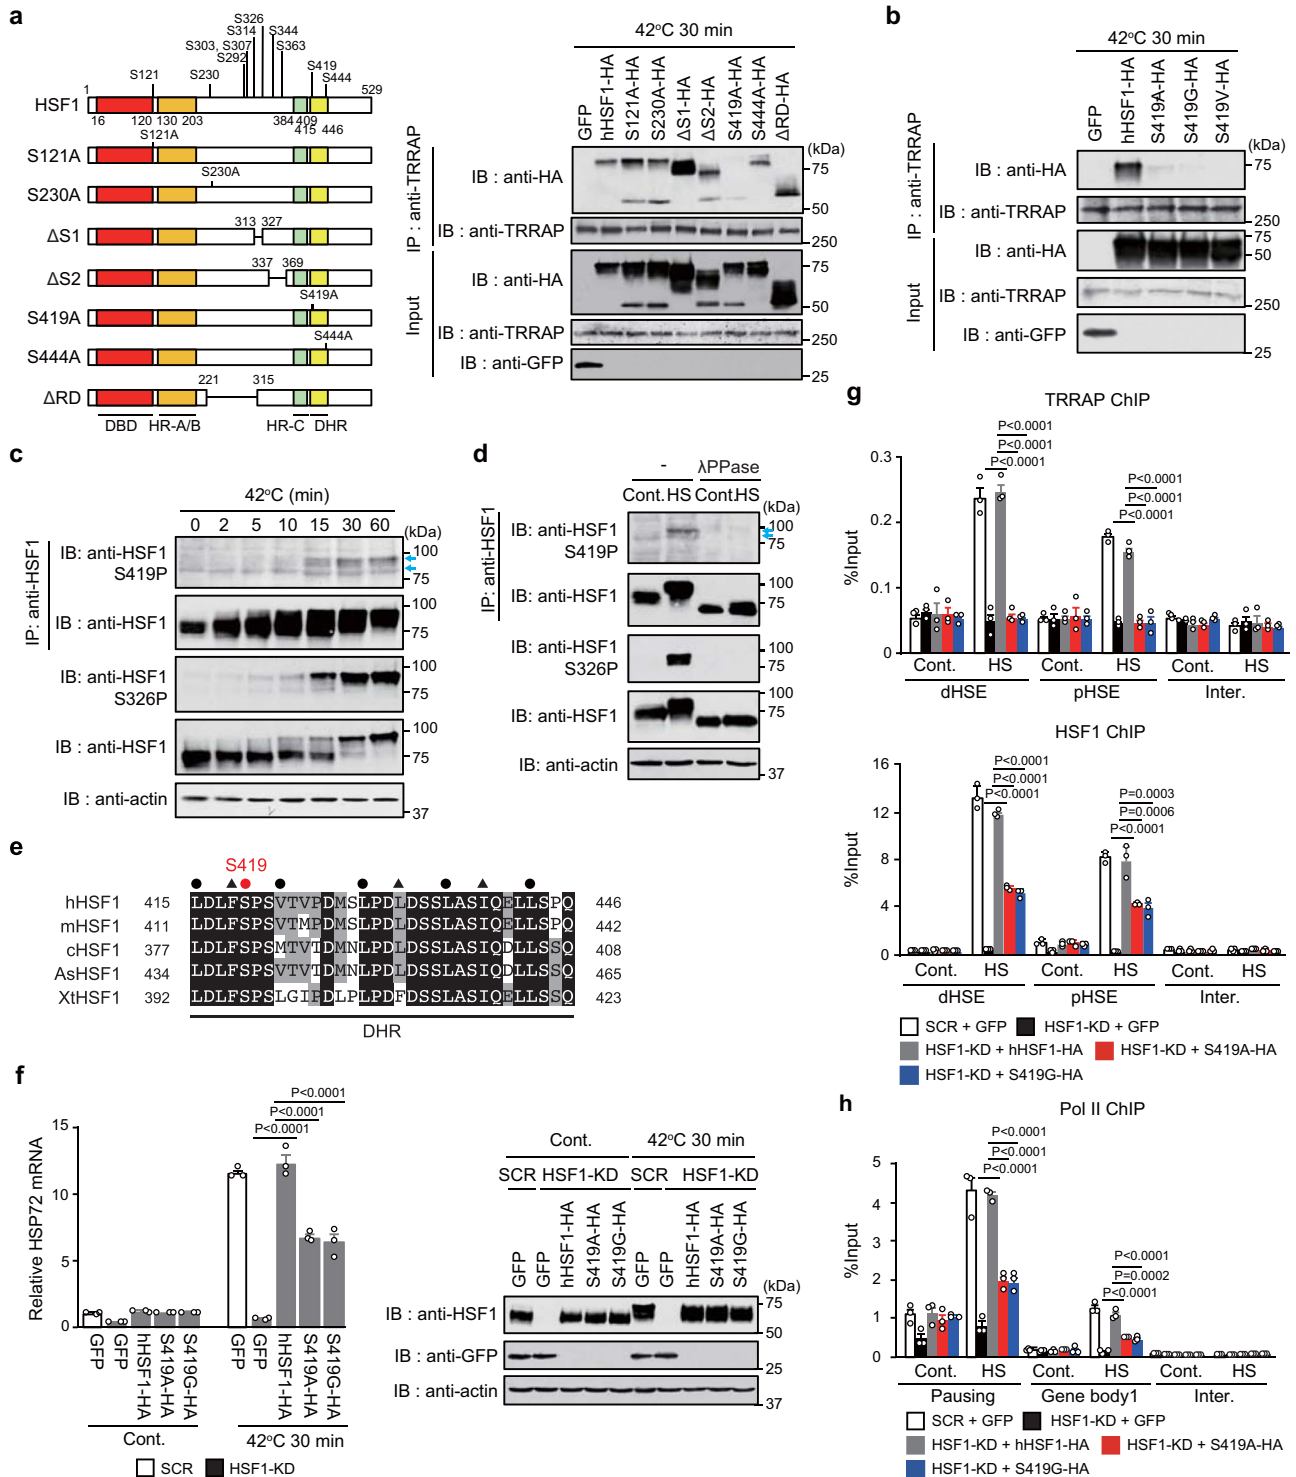 a
S326
S314
S344
S303,
S307
S363
S292
S121
S230
S419
S444
1
529
HSF1
16
120
130
203
384
409
415
446
S121A
S121A
S230A
S230A
ΔS1
313
327
ΔS2
337
369
S419A
S419A
S444A
S444A
ΔRD
221
315
DBD
HR-A/B
HR-C
DHR
42°C 30 min
GFP
hHSF1-HA
S121A-HA
S230A-HA
ΔS1-HA
ΔS2-HA
S419A-HA
S444A-HA
ΔRD-HA
(kDa)
IP : anti-TRRAP
IB : anti-HA
75
50
IB : anti-TRRAP
250
Input
IB : anti-HA
75
50
IB : anti-TRRAP
250
IB : anti-GFP
25
b
42°C 30 min
GFP
hHSF1-HA
S419A-HA
S419G-HA
S419V-HA
(kDa)
IP : anti-TRRAP
IB : anti-HA
75
IB : anti-TRRAP
250
Input
IB : anti-HA
75
50
IB : anti-TRRAP
250
IB : anti-GFP
25
c
42°C (min)
0 2 5 10 15 30 60
(kDa)
IP: anti-HSF1
IB: anti-HSF1
S419P
100
75
IB : anti-HSF1
100
75
IB: anti-HSF1
S326P
100
75
IB : anti-HSF1
100
75
IB : anti-actin
37
d
- λPPase
Cont. HS Cont. HS
(kDa)
IP: anti-HSF1
IB: anti-HSF1
S419P
100
75
IB : anti-HSF1
100
75
IB: anti-HSF1
S326P
100
75
IB : anti-HSF1
100
75
IB: anti-actin
37
e
S419
hHSF1 415 LDLFSPSVTVPDMSLPDLDSSLASIQELLSPQ 446
mHSF1 411 LDLFSPSVTMPDMSLPDLDSSLASIQELLSPQ 442
cHSF1 377 LDLFSPSMTVTDMNLPDLDSSLASIQDLLSSQ 408
AsHSF1 434 LDLFSPSVTVTDMNLPDLDSSLASIQDLLSSQ 465
XtHSF1 392 LDLFSPSLGIPDLPLPDFDSSLASIQELLSSQ 423
DHR
f
Relative HSP72 mRNA
15
10
5
0
P<0.0001
P<0.0001
P<0.0001
GFP
GFP
hHSF1-HA
S419A-HA
S419G-HA
GFP
GFP
hHSF1-HA
S419A-HA
S419G-HA
Cont.
42°C 30 min
SCR
HSF1-KD
Cont.
42°C 30 min
SCR HSF1-KD SCR HSF1-KD
GFP
GFP
hHSF1-HA
S419A-HA
S419G-HA
GFP
GFP
hHSF1-HA
S419A-HA
S419G-HA
(kDa)
IB : anti-HSF1
75
50
IB : anti-GFP
25
IB : anti-actin
37
g
TRRAP ChIP
%Input
0.3
0.2
0.1
0
P<0.0001
P<0.0001
P<0.0001
P<0.0001
P<0.0001
P<0.0001
Cont. HS Cont. HS Cont. HS
dHSE pHSE Inter.
HSF1 ChIP
%Input
16
12
8
4
0
P<0.0001
P<0.0001
P<0.0001
P=0.0003
P=0.0006
P<0.0001
Cont. HS Cont. HS Cont. HS
dHSE pHSE Inter.
SCR + GFP
HSF1-KD + GFP
HSF1-KD + hHSF1-HA
HSF1-KD + S419A-HA
HSF1-KD + S419G-HA
h
Pol II ChIP
%Input
5
4
3
2
1
0
P<0.0001
P<0.0001
P<0.0001
P<0.0001
P=0.0002
P<0.0001
Cont. HS Cont. HS Cont. HS
Pausing Gene body1 Inter.
SCR + GFP
HSF1-KD + GFP
HSF1-KD + hHSF1-HA
HSF1-KD + S419A-HA
HSF1-KD + S419G-HA